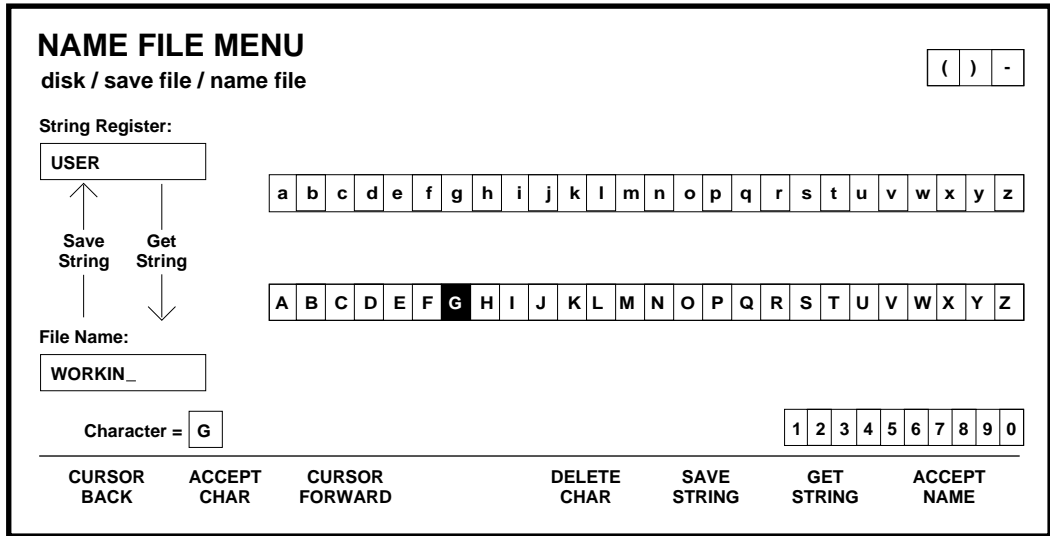 NAME FILE MENU
disk / save file / name file
( ) -
String Register:
USER
a b c d e f g h i j k l m n o p q r s t u v w x y z
Save Get
String String
A B C D E F G H I J K L M N O P Q R S T U V W X Y Z
File Name:
WORKIN_
Character = G
1 2 3 4 5 6 7 8 9 0
CURSOR ACCEPT CURSOR DELETE SAVE GET ACCEPT
BACK CHAR FORWARD CHAR STRING STRING NAME